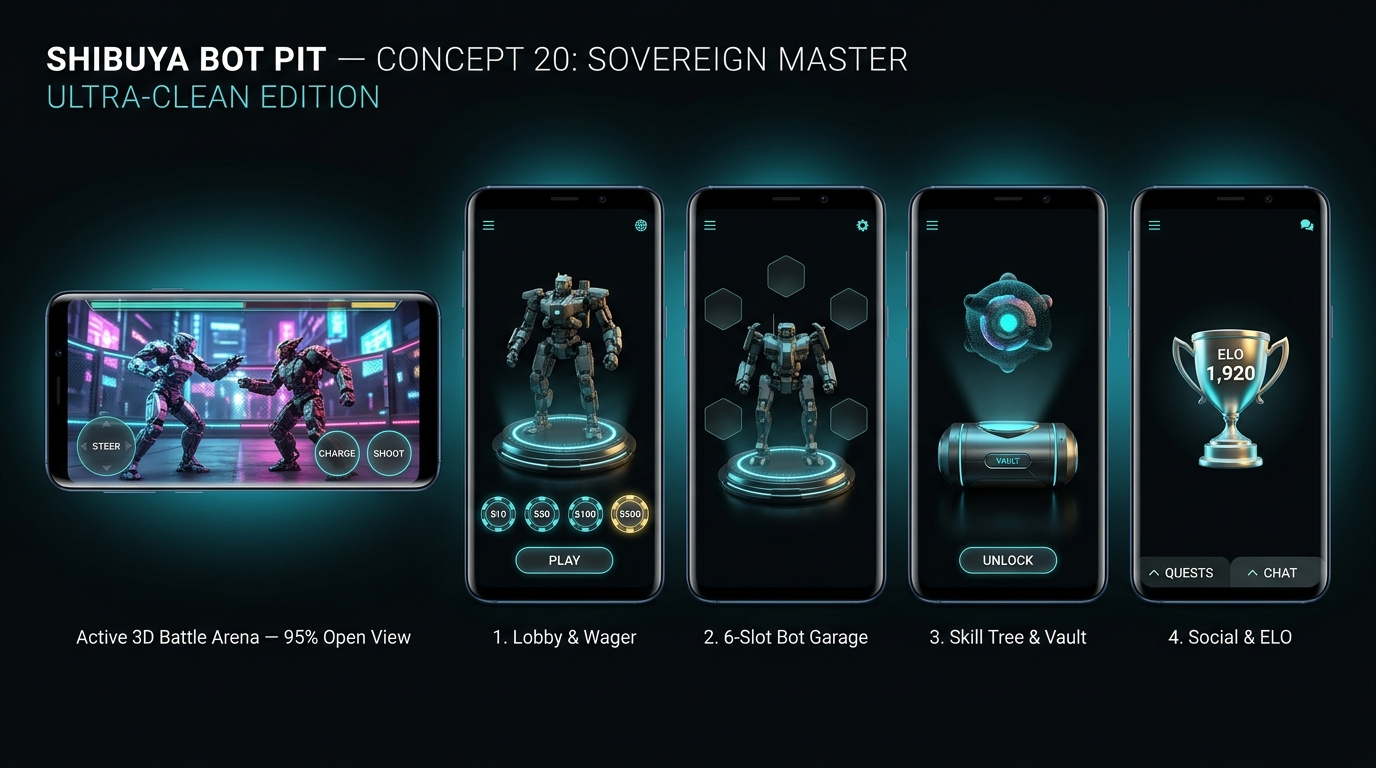 SHIBUYA BOT PIT — CONCEPT 20: SOVEREIGN MASTER
ULTRA-CLEAN EDITION
STEER
CHARGE
SHOOT
$100
$500
PLAY
VAULT
UNLOCK
ELO
1,920
QUESTS
CHAT
Active 3D Battle Arena — 95% Open View
1. Lobby & Wager
2. 6-Slot Bot Garage
3. Skill Tree & Vault
4. Social & ELO